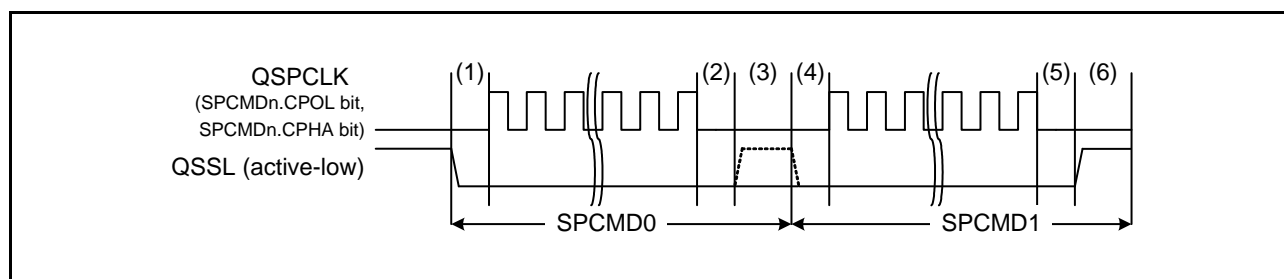 (1) (2) (3) (4) (5) (6)
QSPCLK
(SPCMDn.CPOL bit,
SPCMDn.CPHA bit)
QSSL (active-low)
SPCMD0 SPCMD1